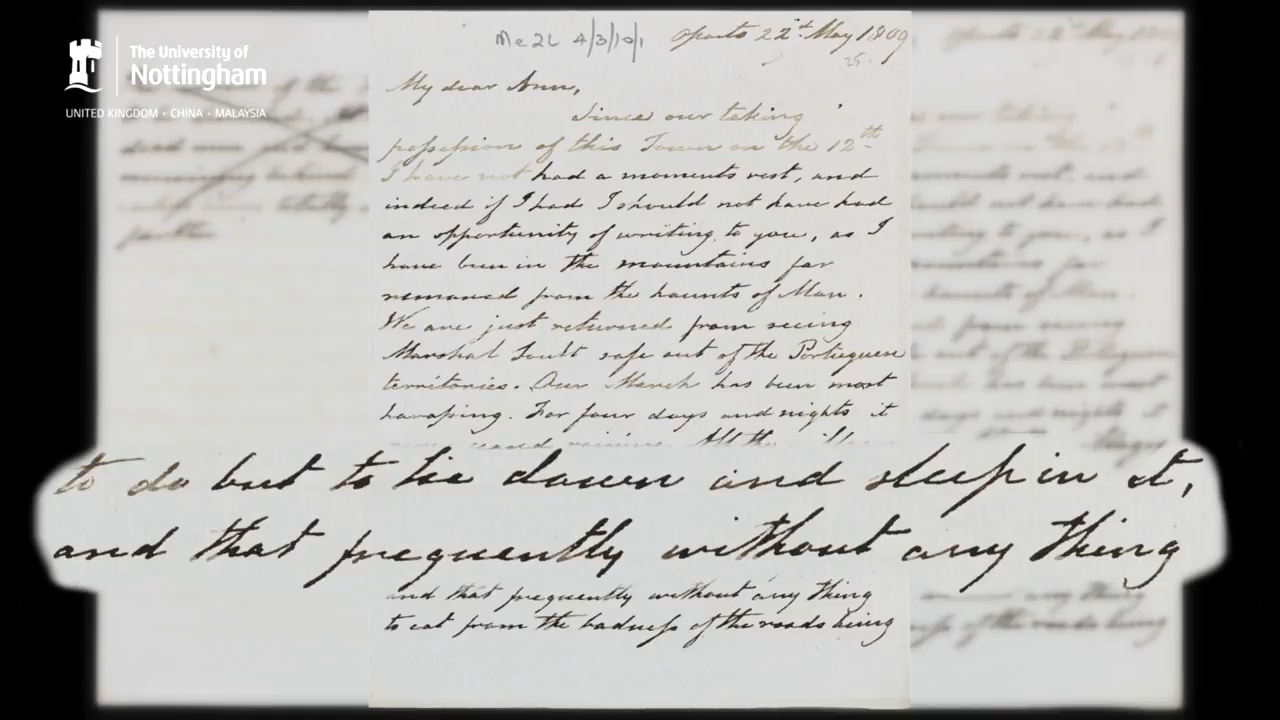 The University of
Nottingham
UNITED KINGDOM · CHINA · MALAYSIA
Me 2L 4/3/10/1
Oporto 22d. May 1809
25.
My dear Ann,
Since our taking
possession of this Town on the 12th
I have not had a moments rest, and
indeed if I had I should not have had
an opportunity of writing to you, as I
have been in the mountains far
removed from the haunts of Man.
We are just returned from seeing
Marshal Soult safe out of the Portuguese
territories. Our March has been most
harassing. For four days and nights it
ceased raining. All the
to do but to lie down and sleep in it,
and that frequently without any thing
and that frequently without any thing
to eat from the badness of the roads being